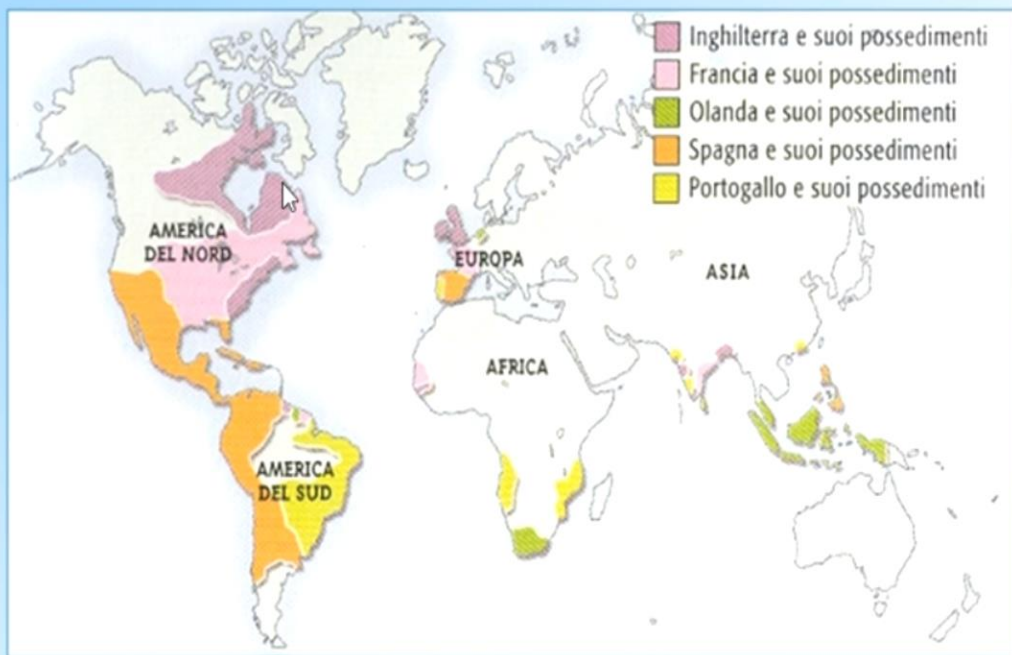 Inghilterra e suoi possedimenti
Francia e suoi possedimenti
Olanda e suoi possedimenti
Spagna e suoi possedimenti
Portogallo e suoi possedimenti
AMERICA
DEL NORD
EUROPA
ASIA
AFRICA
AMERICA
DEL SUD